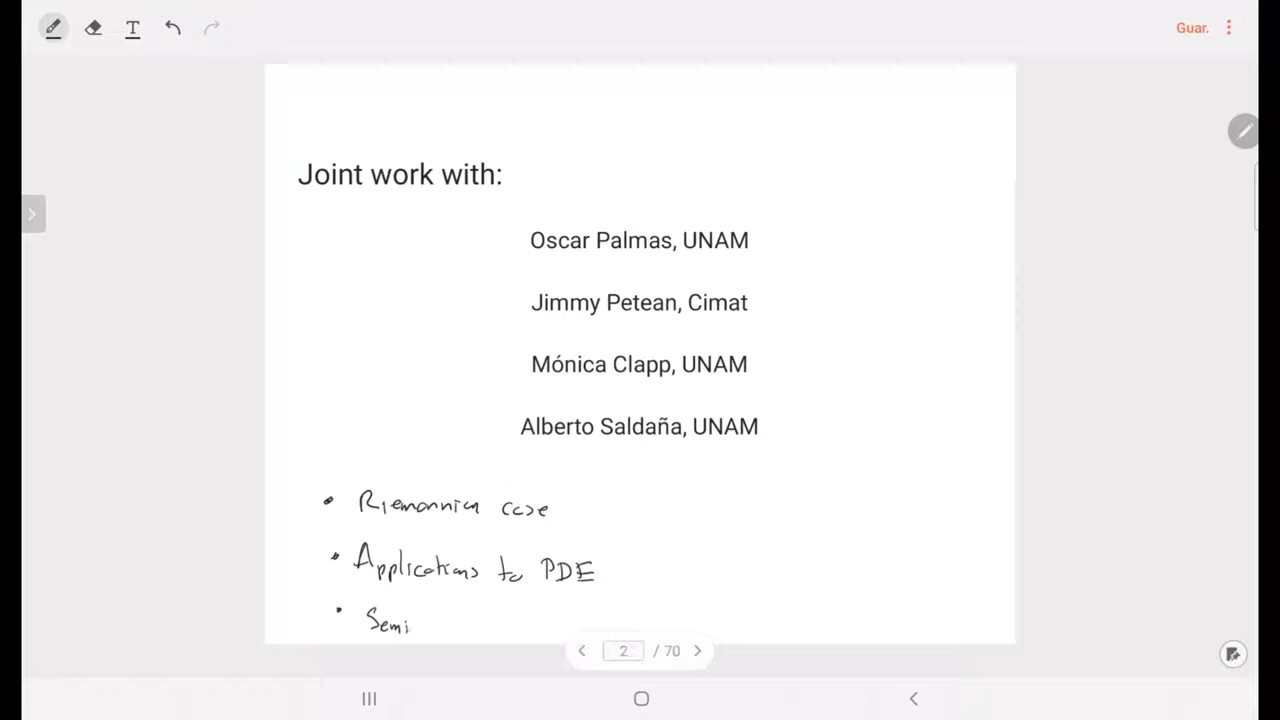 T
Guar.
Joint work with:
Oscar Palmas, UNAM
Jimmy Petean, Cimat
Mónica Clapp, UNAM
Alberto Saldaña, UNAM
• Riemannian case
• Applications to PDE
• Semi
2 / 70